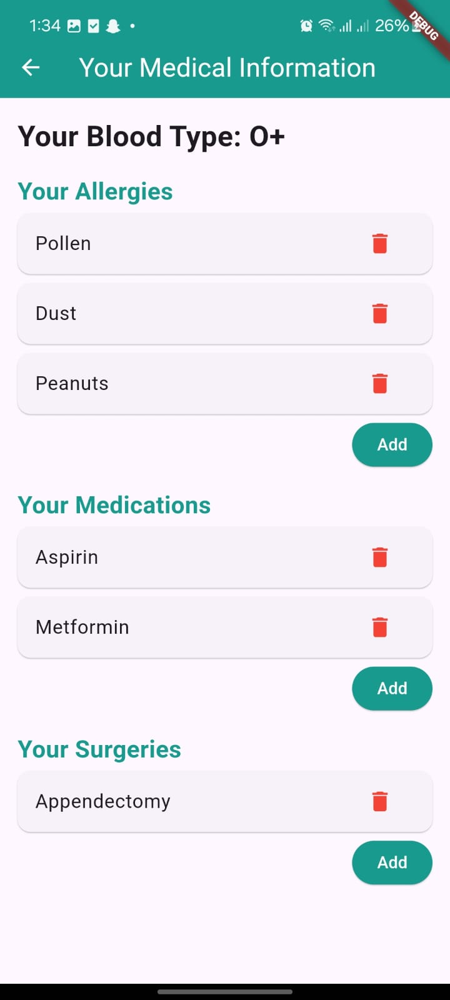 1:34
26%
DEBUG
Your Medical Information
Your Blood Type: O+
Your Allergies
Pollen
Dust
Peanuts
Add
Your Medications
Aspirin
Metformin
Add
Your Surgeries
Appendectomy
Add